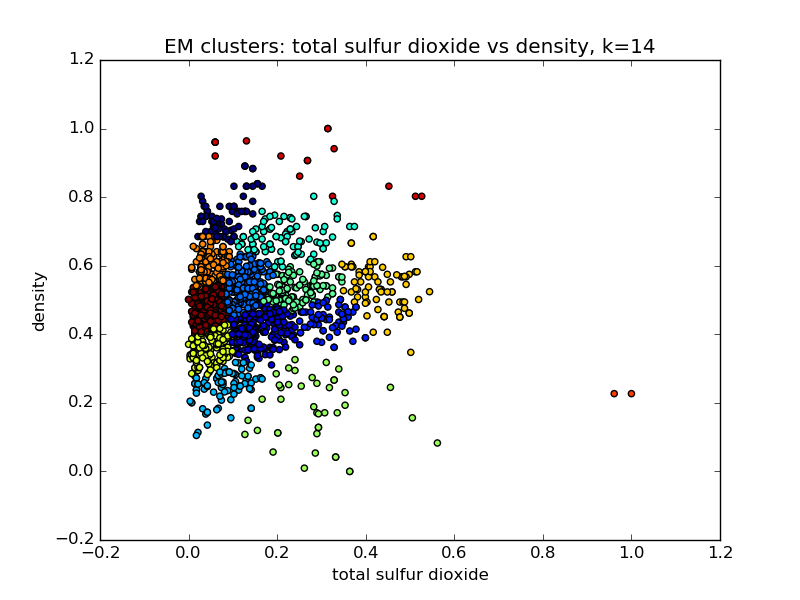 EM clusters: total sulfur dioxide vs density, k=14
1.2
1.0
0.8
0.6
0.4
0.2
0.0
−0.2
density
−0.2 0.0 0.2 0.4 0.6 0.8 1.0 1.2
total sulfur dioxide